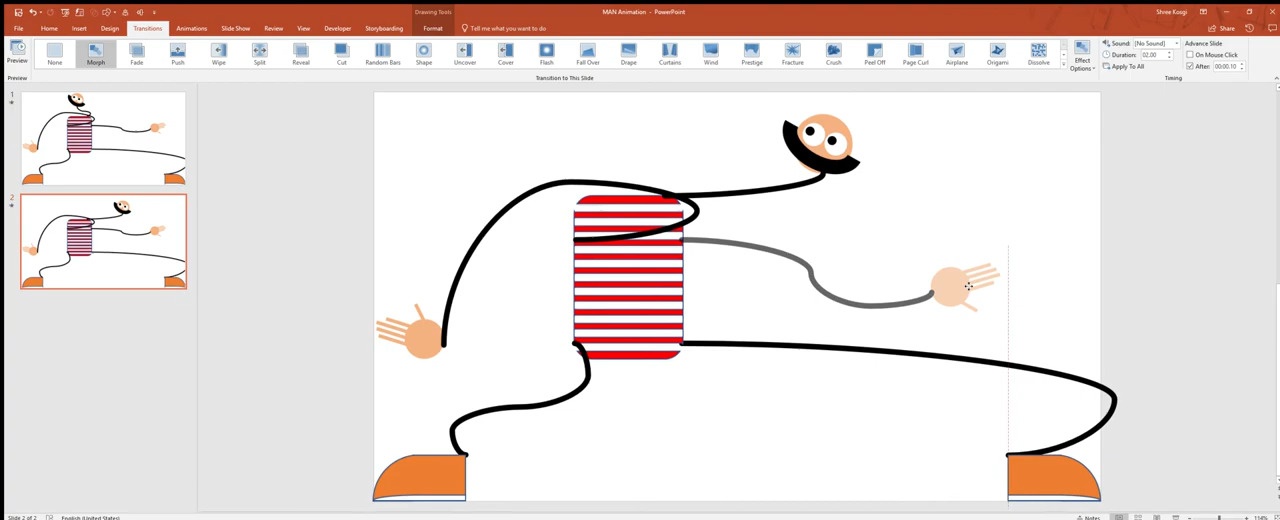 MAN Animation - PowerPoint
Drawing Tools
Shree Koogi
File Home Insert Design Transitions Animations Slide Show Review View Developer Storyboarding Format Tell me what you want to do Share
Preview
None Morph Fade Push Wipe Split Reveal Cut Random Bars Shape Uncover Cover Flash Fall Over Drape Curtains Wind Prestige Fracture Crush Peel Off Page Curl Airplane Origami Dissolve
Effect
Options
Sound: [No Sound]
Duration: 02.00
Apply To All
Advance Slide
On Mouse Click
After: 00:00.10
Preview
Transition to This Slide
Timing
1
2
Slide 2 of 2
English (United States)
Notes
114%